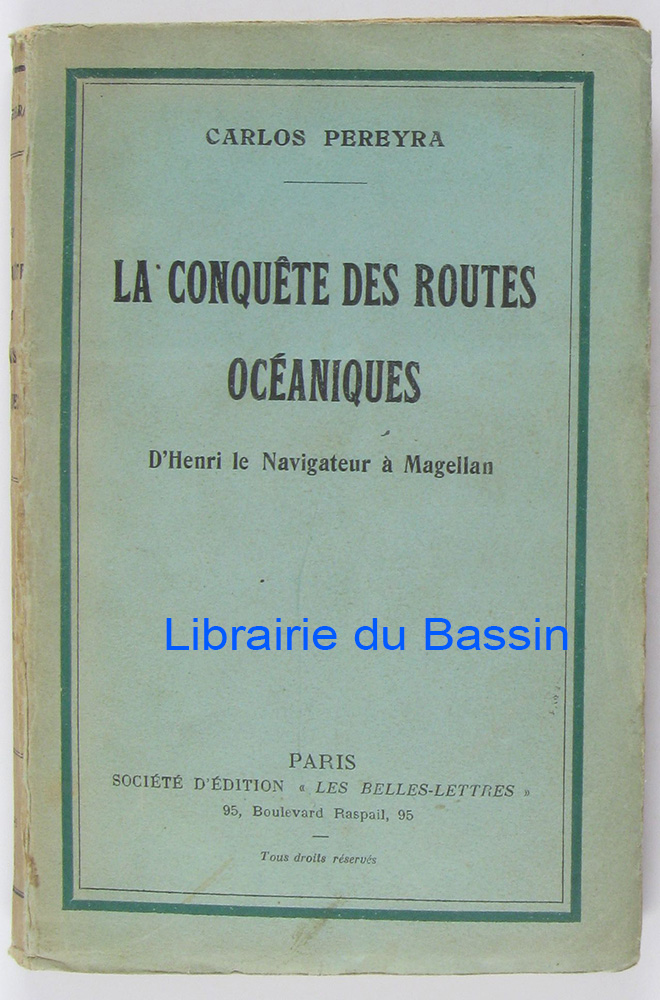 CARLOS PEREYRA
LA CONQUÊTE DES ROUTES
OCÉANIQUES
D'Henri le Navigateur à Magellan
Librairie du Bassin
PARIS
SOCIÉTÉ D'ÉDITION « LES BELLES-LETTRES »
95, Boulevard Raspail, 95
Tous droits réservés